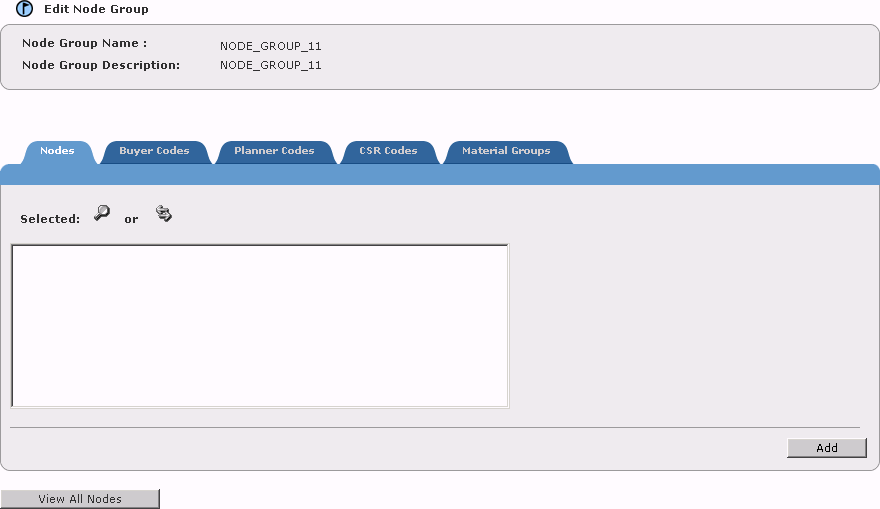 Edit Node Group
Node Group Name : NODE_GROUP_11
Node Group Description: NODE_GROUP_11
Nodes Buyer Codes Planner Codes CSR Codes Material Groups
Selected: or
Add
View All Nodes